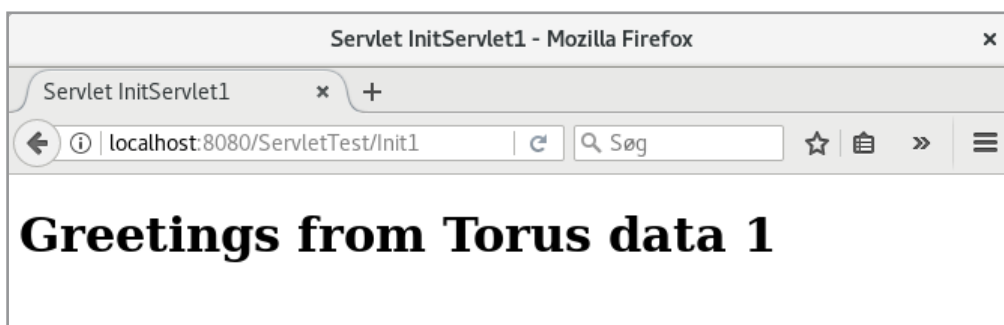 Servlet InitServlet1 - Mozilla Firefox
Servlet InitServlet1
localhost:8080/ServletTest/Init1
Søg
Greetings from Torus data 1